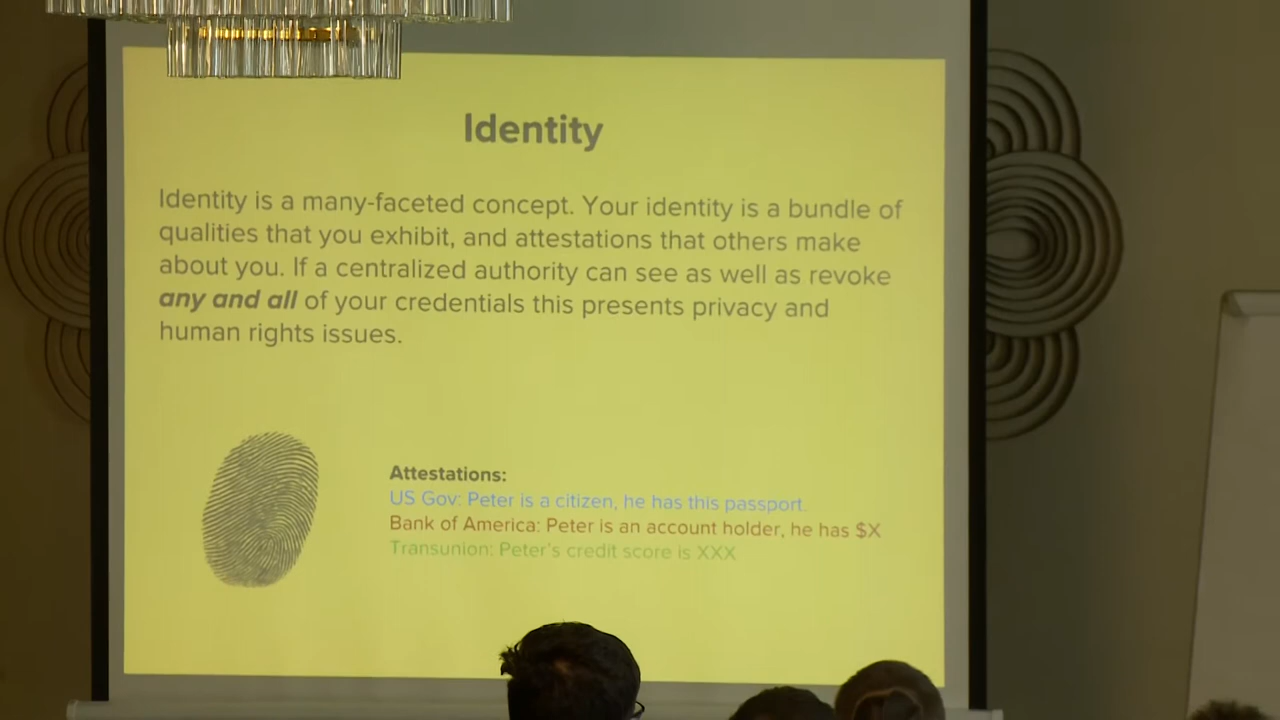 Identity
Identity is a many-faceted concept. Your identity is a bundle of
qualities that you exhibit, and attestations that others make
about you. If a centralized authority can see as well as revoke
any and all of your credentials this presents privacy and
human rights issues.
Attestations:
US Gov: Peter is a citizen, he has this passport.
Bank of America: Peter is an account holder, he has $X
Transunion: Peter's credit score is XXX